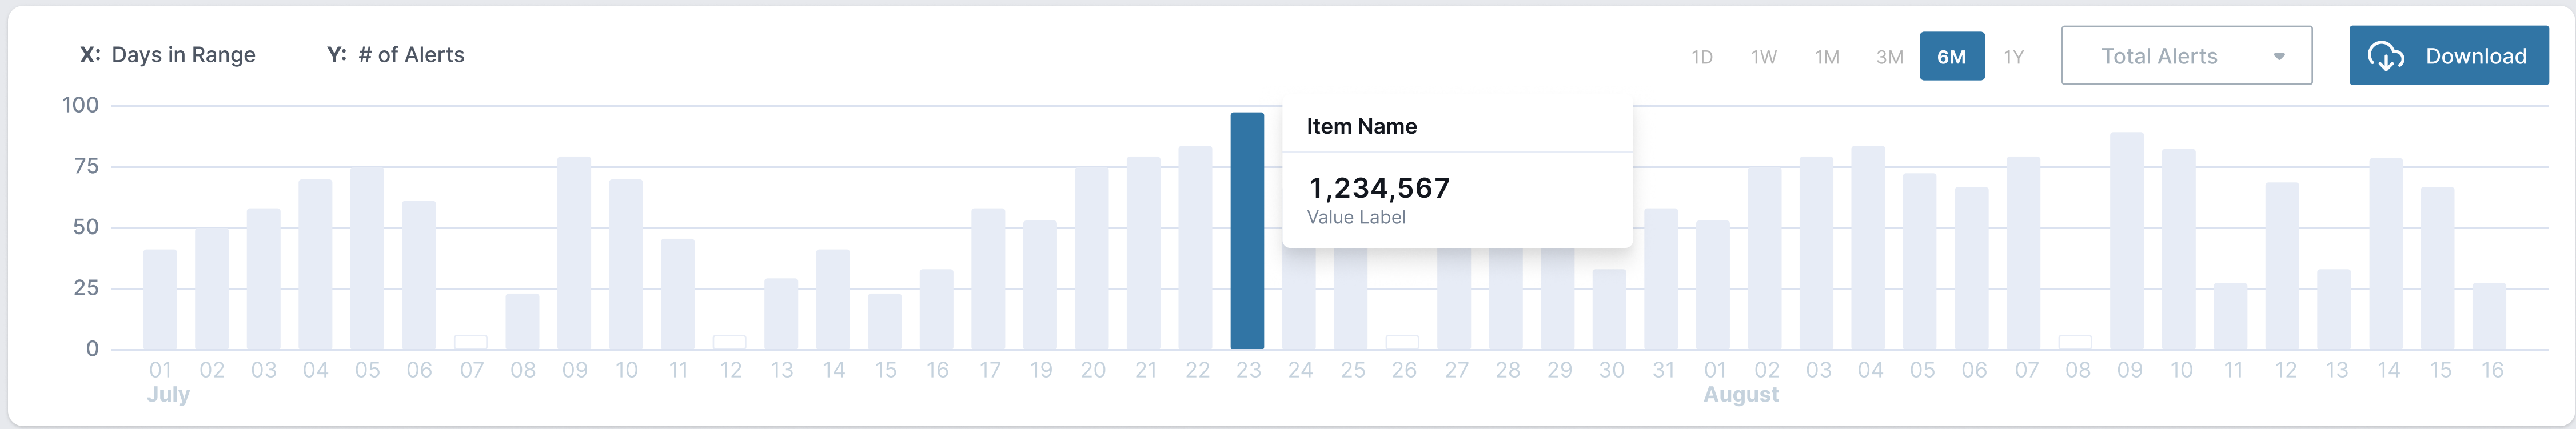 X: Days in Range Y: # of Alerts 1D 1W 1M 3M 6M 1Y Total Alerts Download
100
Item Name
75
1,234,567
Value Label
50
25
0
01 02 03 04 05 06 07 08 09 10 11 12 13 14 15 16 17 19 20 21 22 23 24 25 26 27 28 29 30 31 01 02 03 04 05 06 07 08 09 10 11 12 13 14 15 16
July August